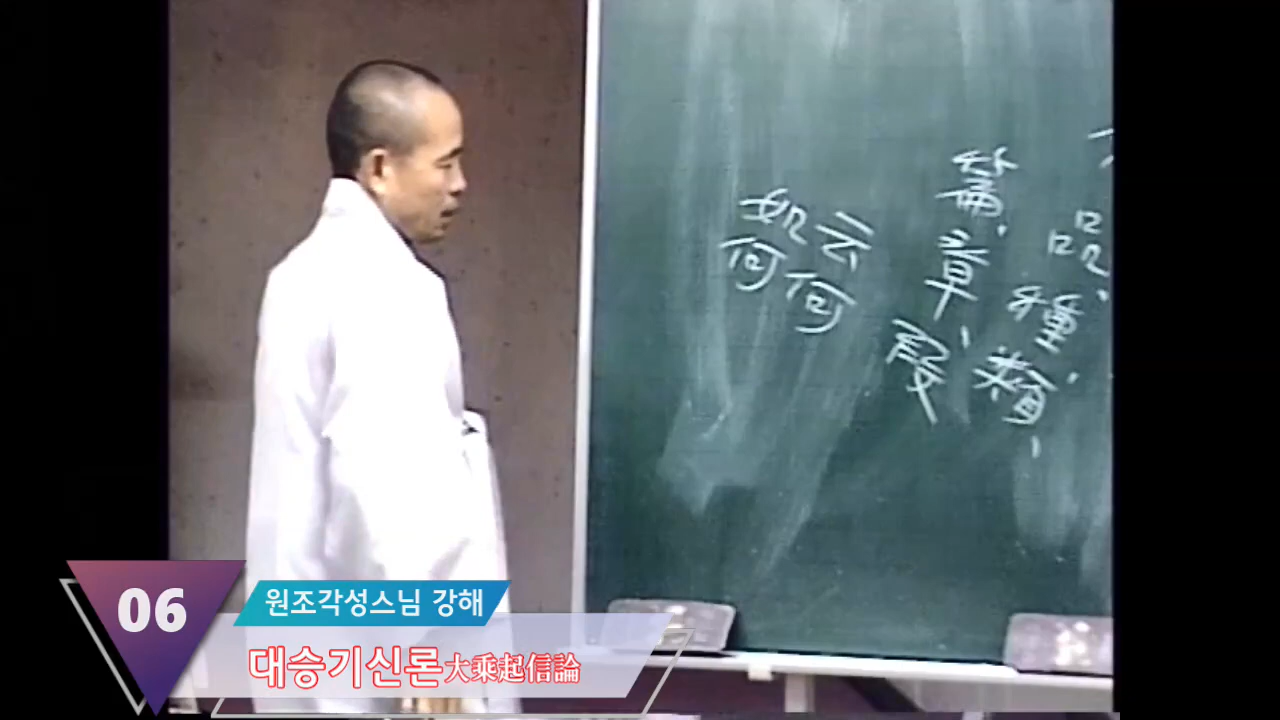 品、種、類、
篇、章、段
云何
如何
06
원조각성스님 강해
대승기신론大乘起信論